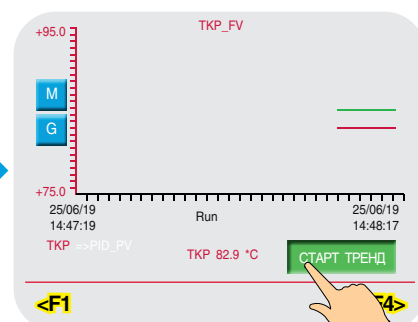 TKP_FV
+95.0
M
G
+75.0
25/06/19 Run 25/06/19
14:47:19 14:48:17
TKP =>PID_PV
TKP 82.9 *C
СТАРТ ТРЕНД
<F1 F4>